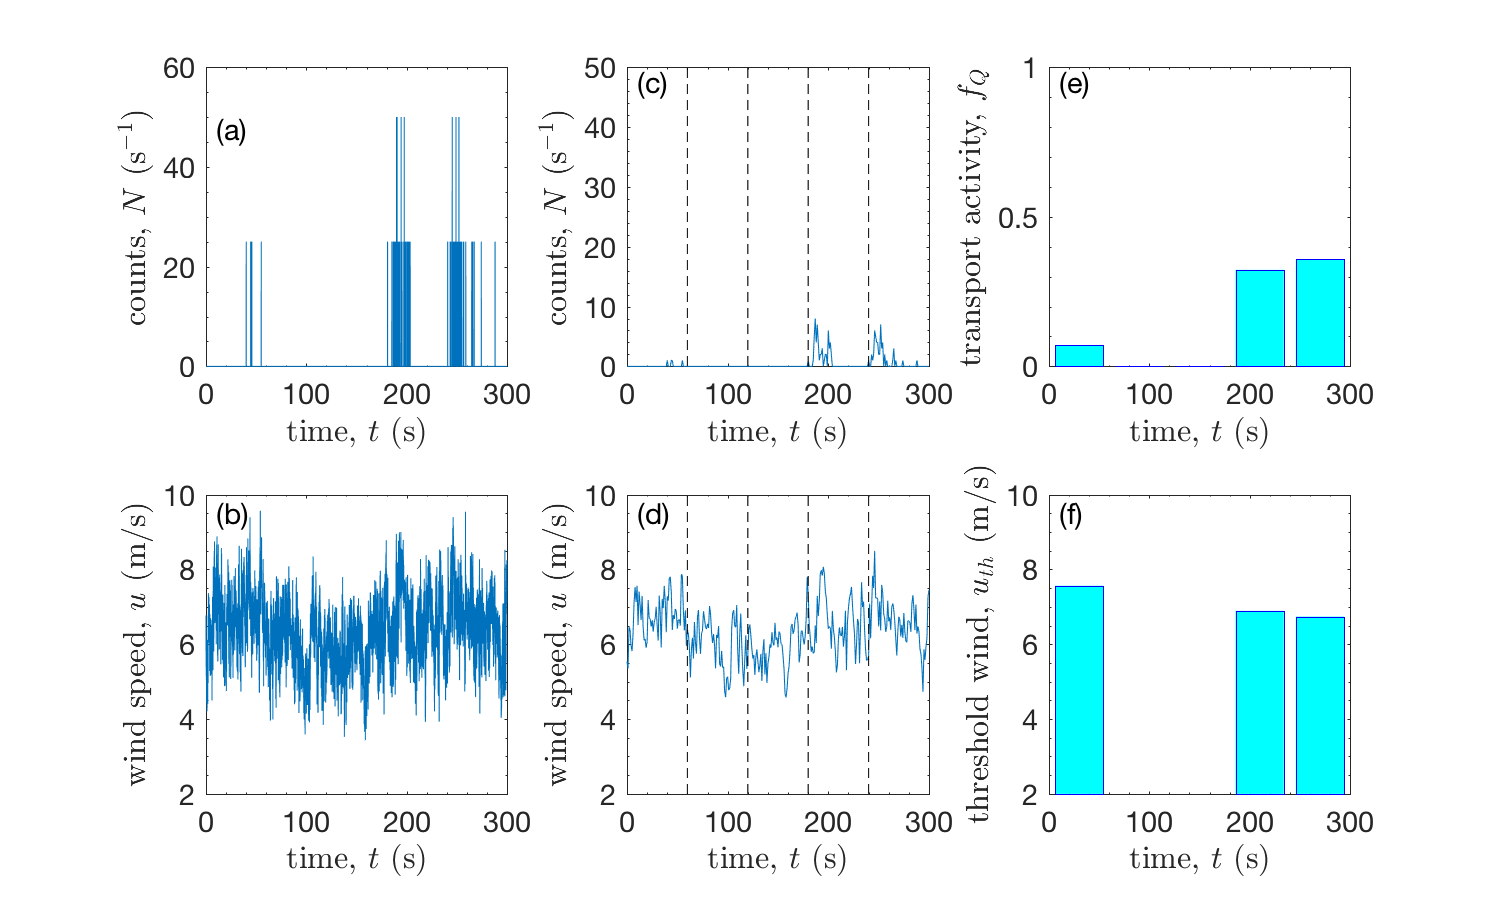 60
40
20
0
0 100 200 300
counts, N (s⁻¹)
time, t (s)
(a)
50
40
30
20
10
0
0 100 200 300
counts, N (s⁻¹)
time, t (s)
(c)
1
0.5
0
0 100 200 300
transport activity, f_Q
time, t (s)
(e)
10
8
6
4
2
0 100 200 300
wind speed, u (m/s)
time, t (s)
(b)
10
8
6
4
2
0 100 200 300
wind speed, u (m/s)
time, t (s)
(d)
10
8
6
4
2
0 100 200 300
threshold wind, u_th (m/s)
time, t (s)
(f)